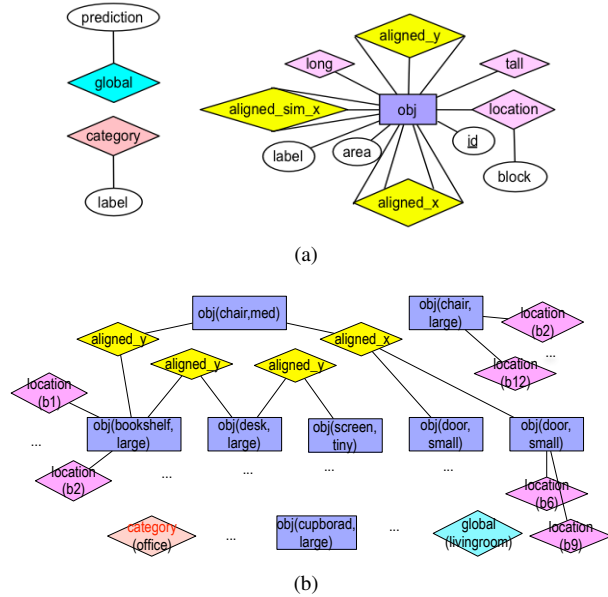 prediction
global
category
label
aligned_y
long
tall
aligned_sim_x
obj
location
label
area
id
block
aligned_x
(a)
obj(chair,med)
obj(chair,
large)
location
(b2)
...
location
(b12)
aligned_y
aligned_x
aligned_y
aligned_y
location
(b1)
...
location
(b2)
obj(bookshelf,
large)
obj(desk,
large)
obj(screen,
tiny)
obj(door,
small)
obj(door,
small)
...
...
...
location
(b6)
location
(b9)
category
(office)
...
obj(cupborad,
large)
...
global
(livingroom)
(b)